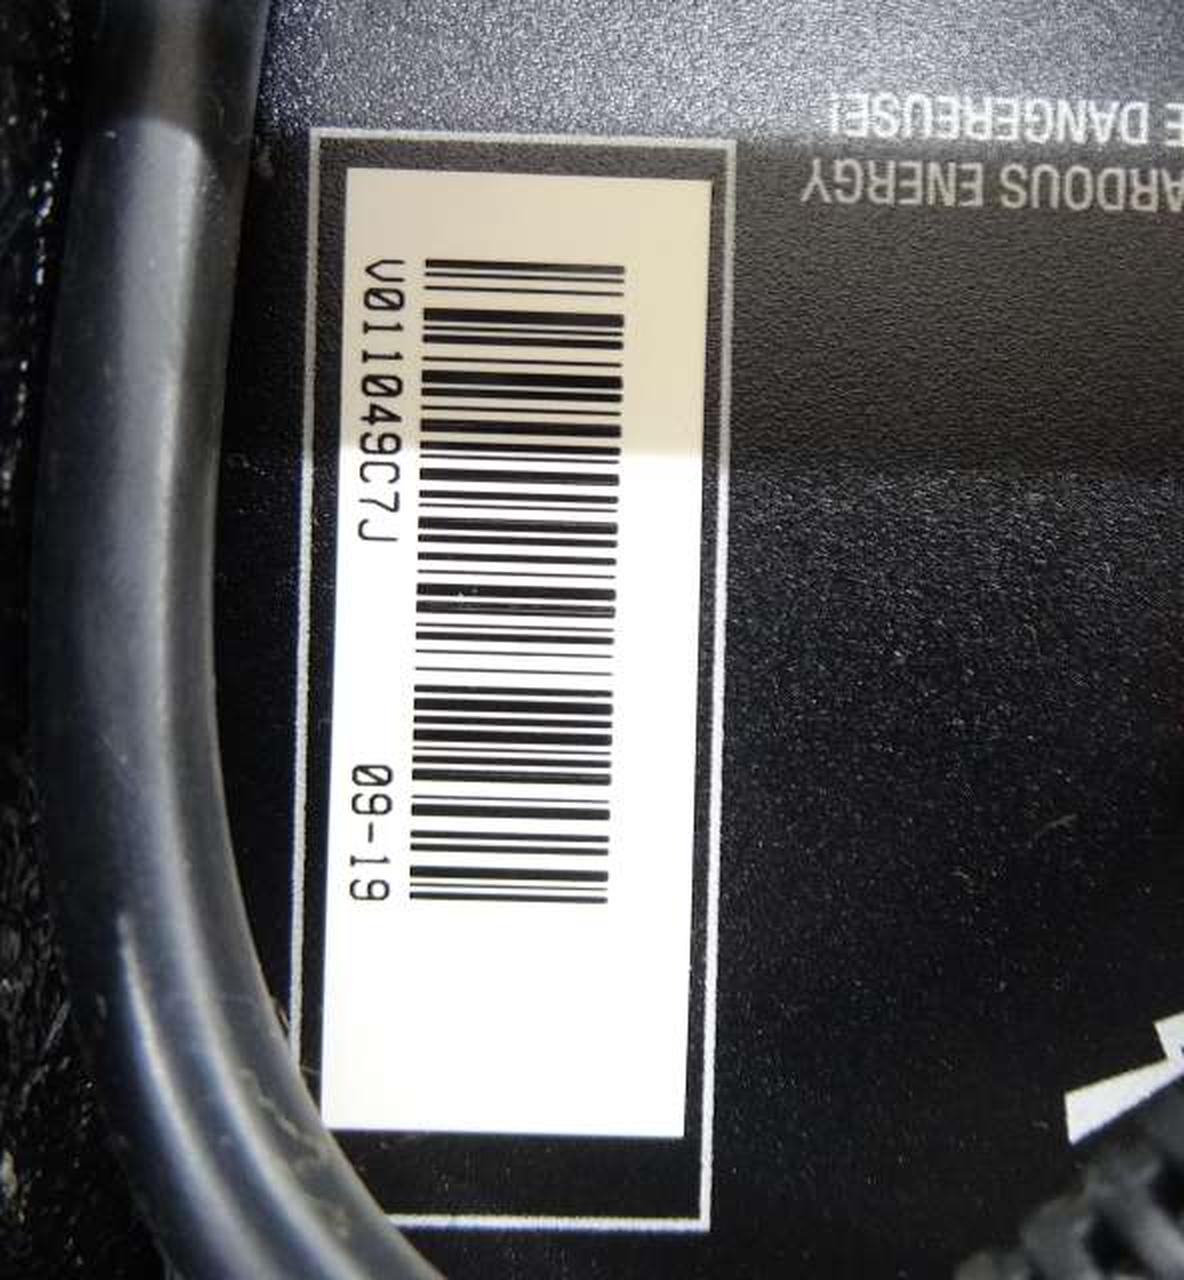 V011049C7J 09-19
ARDOUS ENERGY
E DANGEREUSE!